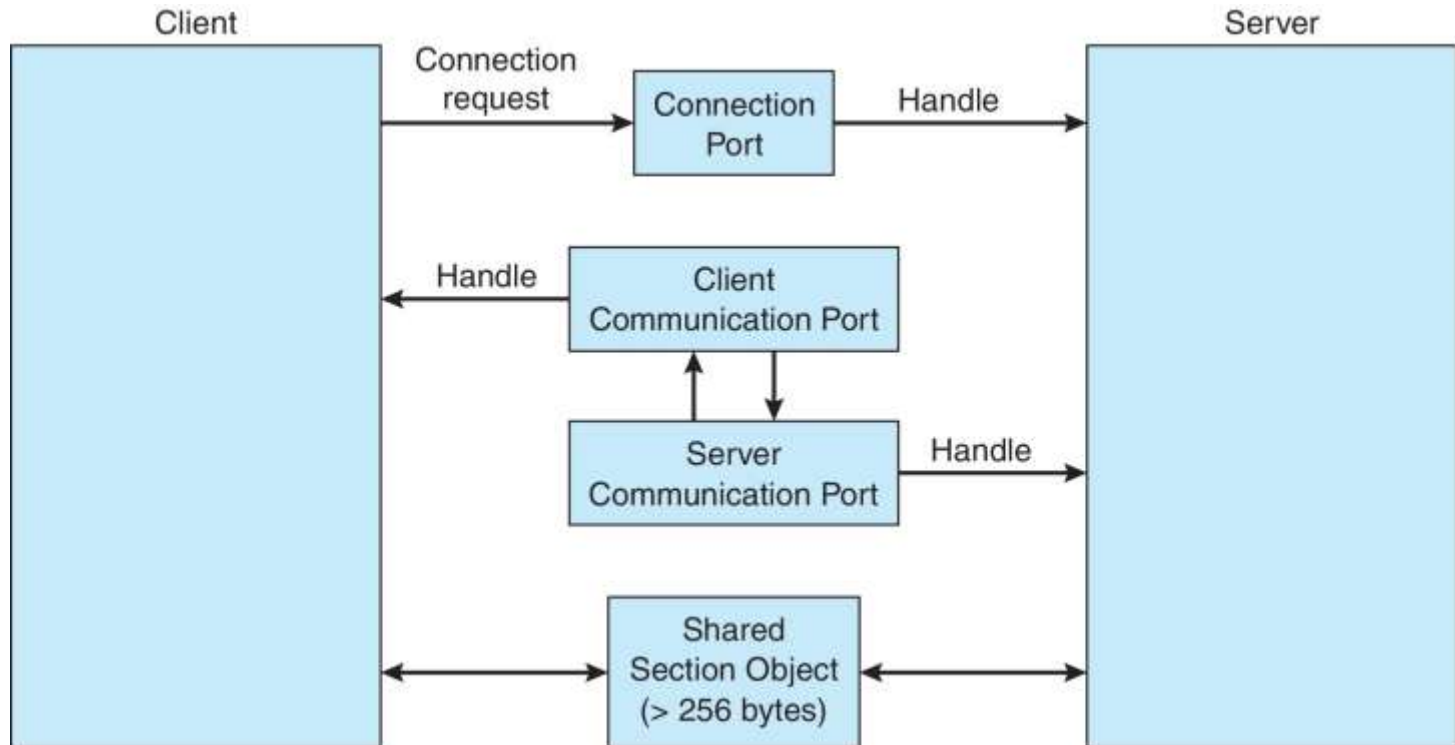 Client
Server
Connection
request
Connection
Port
Handle
Handle
Client
Communication Port
Server
Communication Port
Handle
Shared
Section Object
(> 256 bytes)